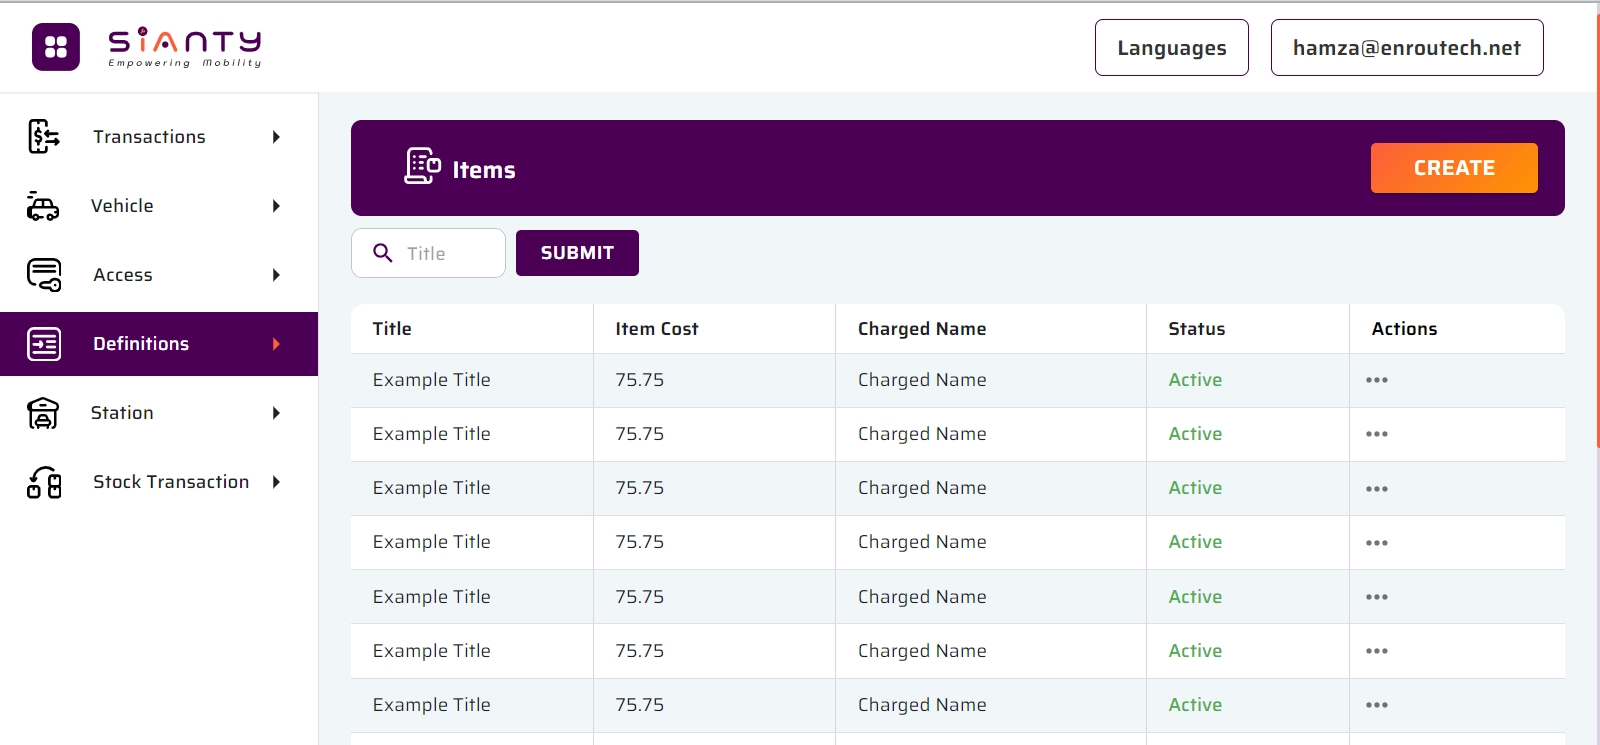 SiANTY
Empowering Mobility
Languages
hamza@enroutech.net
Transactions
Vehicle
Access
Definitions
Station
Stock Transaction
Items
CREATE
Title
SUBMIT
Title Item Cost Charged Name Status Actions
Example Title 75.75 Charged Name Active
Example Title 75.75 Charged Name Active
Example Title 75.75 Charged Name Active
Example Title 75.75 Charged Name Active
Example Title 75.75 Charged Name Active
Example Title 75.75 Charged Name Active
Example Title 75.75 Charged Name Active